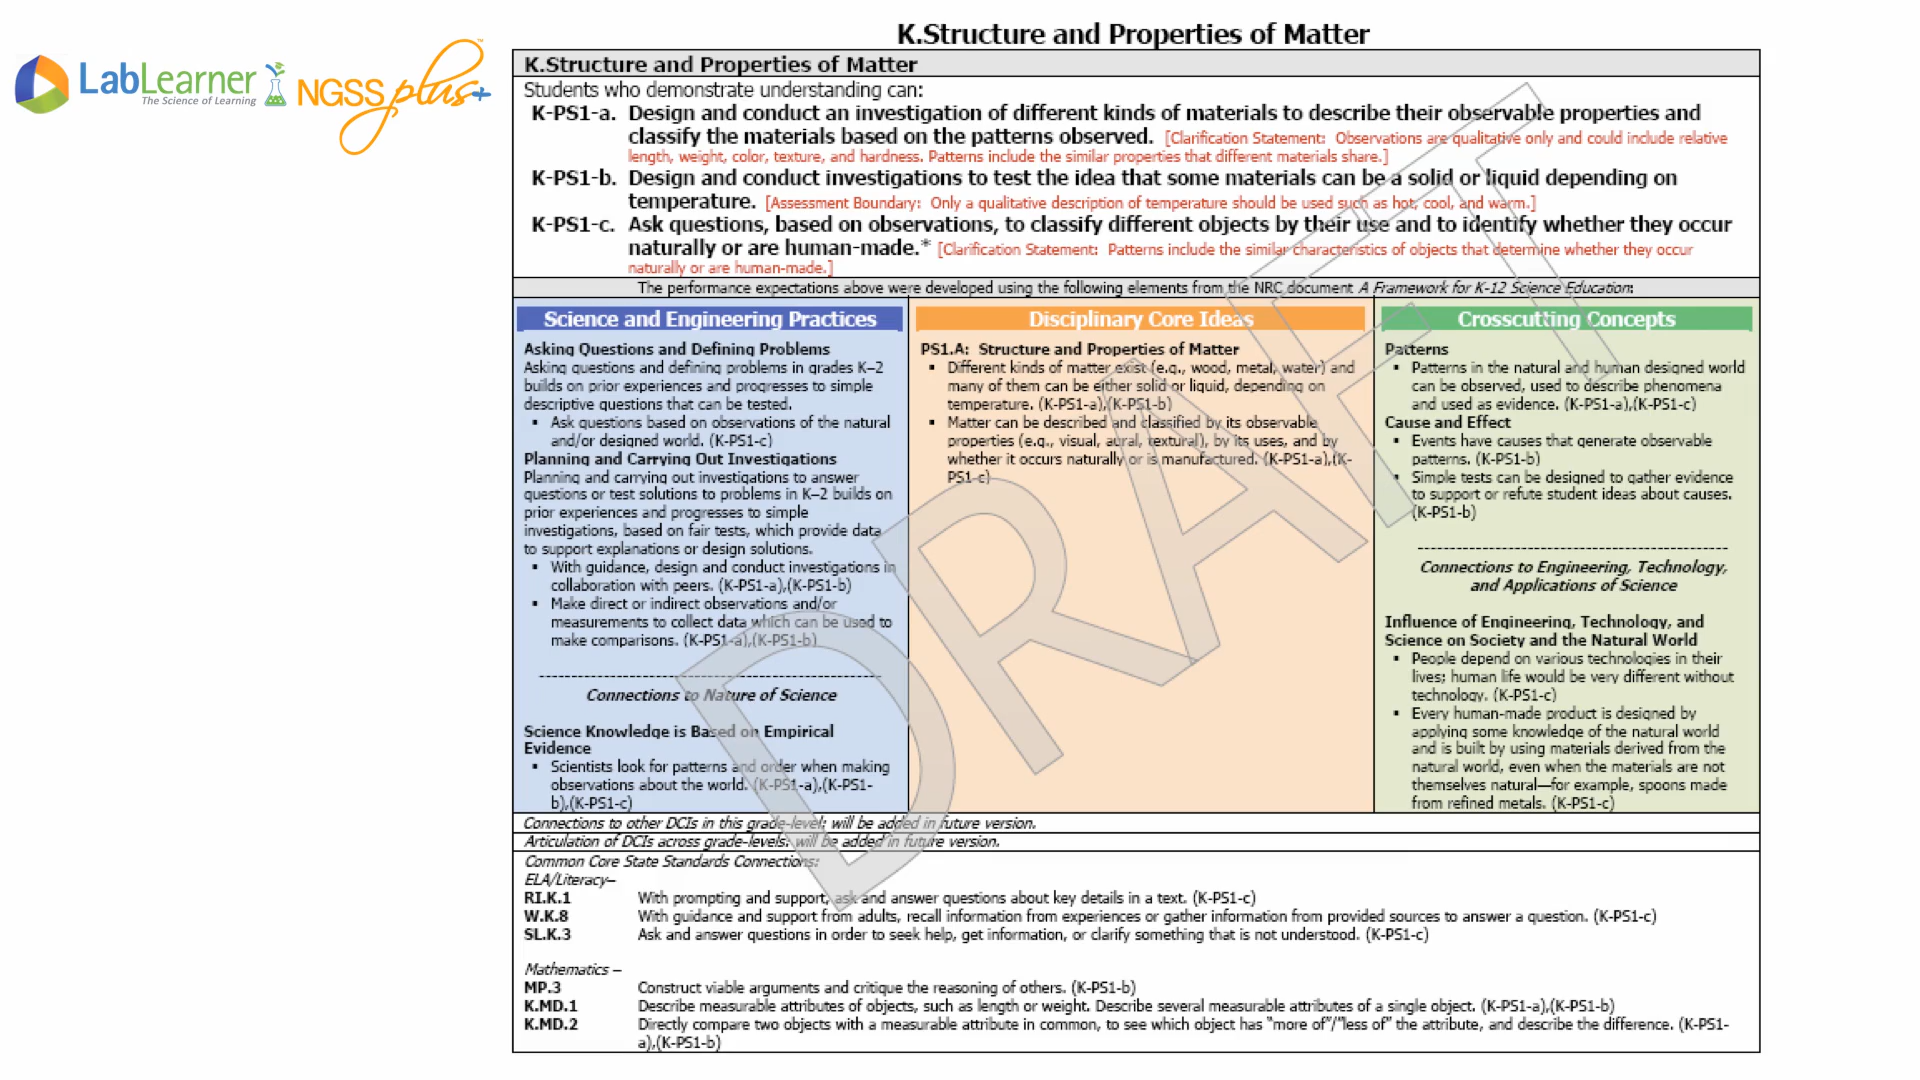 LabLearner
The Science of Learning
NGSS plus+
™
K.Structure and Properties of Matter
K.Structure and Properties of Matter
Students who demonstrate understanding can:
K-PS1-a. Design and conduct an investigation of different kinds of materials to describe their observable properties and
classify the materials based on the patterns observed. [Clarification Statement: Observations are qualitative only and could include relative
length, weight, color, texture, and hardness. Patterns include the similar properties that different materials share.]
K-PS1-b. Design and conduct investigations to test the idea that some materials can be a solid or liquid depending on
temperature. [Assessment Boundary: Only a qualitative description of temperature should be used such as hot, cool, and warm.]
K-PS1-c. Ask questions, based on observations, to classify different objects by their use and to identify whether they occur
naturally or are human-made.* [Clarification Statement: Patterns include the similar characteristics of objects that determine whether they occur
naturally or are human-made.]
The performance expectations above were developed using the following elements from the NRC document A Framework for K-12 Science Education:
Science and Engineering Practices
Asking Questions and Defining Problems
Asking questions and defining problems in grades K–2
builds on prior experiences and progresses to simple
descriptive questions that can be tested.
▪ Ask questions based on observations of the natural
and/or designed world. (K-PS1-c)
Planning and Carrying Out Investigations
Planning and carrying out investigations to answer
questions or test solutions to problems in K–2 builds on
prior experiences and progresses to simple
investigations, based on fair tests, which provide data
to support explanations or design solutions.
▪ With guidance, design and conduct investigations in
collaboration with peers. (K-PS1-a),(K-PS1-b)
▪ Make direct or indirect observations and/or
measurements to collect data which can be used to
make comparisons. (K-PS1-a),(K-PS1-b)
Connections to Nature of Science
Science Knowledge is Based on Empirical
Evidence
▪ Scientists look for patterns and order when making
observations about the world. (K-PS1-a),(K-PS1-
b),(K-PS1-c)
Disciplinary Core Ideas
PS1.A: Structure and Properties of Matter
▪ Different kinds of matter exist (e.g., wood, metal, water) and
many of them can be either solid or liquid, depending on
temperature. (K-PS1-a),(K-PS1-b)
▪ Matter can be described and classified by its observable
properties (e.g., visual, aural, textural), by its uses, and by
whether it occurs naturally or is manufactured. (K-PS1-a),(K-
PS1-c)
Crosscutting Concepts
Patterns
▪ Patterns in the natural and human designed world
can be observed, used to describe phenomena
and used as evidence. (K-PS1-a),(K-PS1-c)
Cause and Effect
▪ Events have causes that generate observable
patterns. (K-PS1-b)
▪ Simple tests can be designed to gather evidence
to support or refute student ideas about causes.
(K-PS1-b)
Connections to Engineering, Technology,
and Applications of Science
Influence of Engineering, Technology, and
Science on Society and the Natural World
▪ People depend on various technologies in their
lives; human life would be very different without
technology. (K-PS1-c)
▪ Every human-made product is designed by
applying some knowledge of the natural world
and is built by using materials derived from the
natural world, even when the materials are not
themselves natural—for example, spoons made
from refined metals. (K-PS1-c)
DRAFT
Connections to other DCIs in this grade-level: will be added in future version.
Articulation of DCIs across grade-levels: will be added in future version.
Common Core State Standards Connections:
ELA/Literacy–
RI.K.1 With prompting and support, ask and answer questions about key details in a text. (K-PS1-c)
W.K.8 With guidance and support from adults, recall information from experiences or gather information from provided sources to answer a question. (K-PS1-c)
SL.K.3 Ask and answer questions in order to seek help, get information, or clarify something that is not understood. (K-PS1-c)
Mathematics –
MP.3 Construct viable arguments and critique the reasoning of others. (K-PS1-b)
K.MD.1 Describe measurable attributes of objects, such as length or weight. Describe several measurable attributes of a single object. (K-PS1-a),(K-PS1-b)
K.MD.2 Directly compare two objects with a measurable attribute in common, to see which object has "more of"/"less of" the attribute, and describe the difference. (K-PS1-
a),(K-PS1-b)